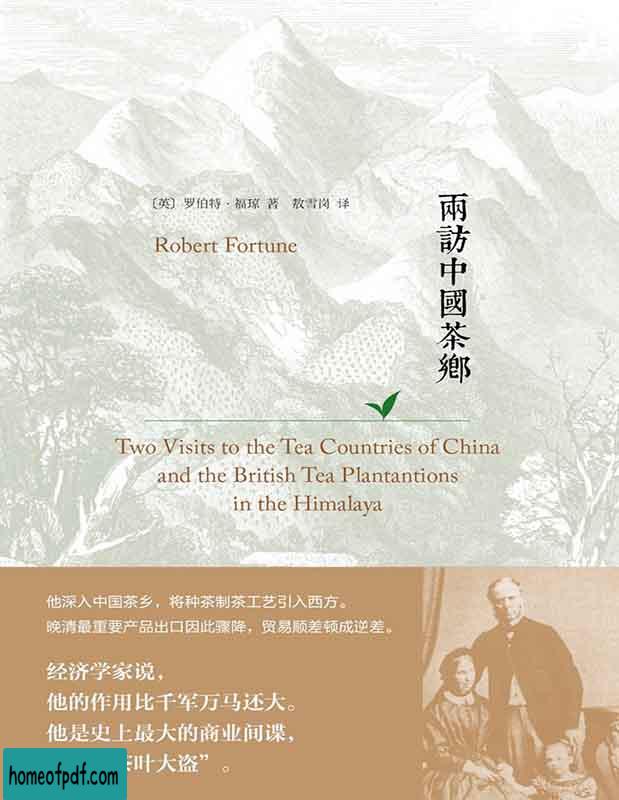 〔英〕罗伯特·福琼 著 敖雪岗 译
Robert Fortune
兩訪中國茶鄉
Two Visits to the Tea Countries of China
and the British Tea Plantantions
in the Himalaya
他深入中国茶乡，将种茶制茶工艺引入西方。
晚清最重要产品出口因此骤降，贸易顺差顿成逆差。
经济学家说，
他的作用比千军万马还大。
他是史上最大的商业间谍，
茶叶大盗”。
homeofpdf.com